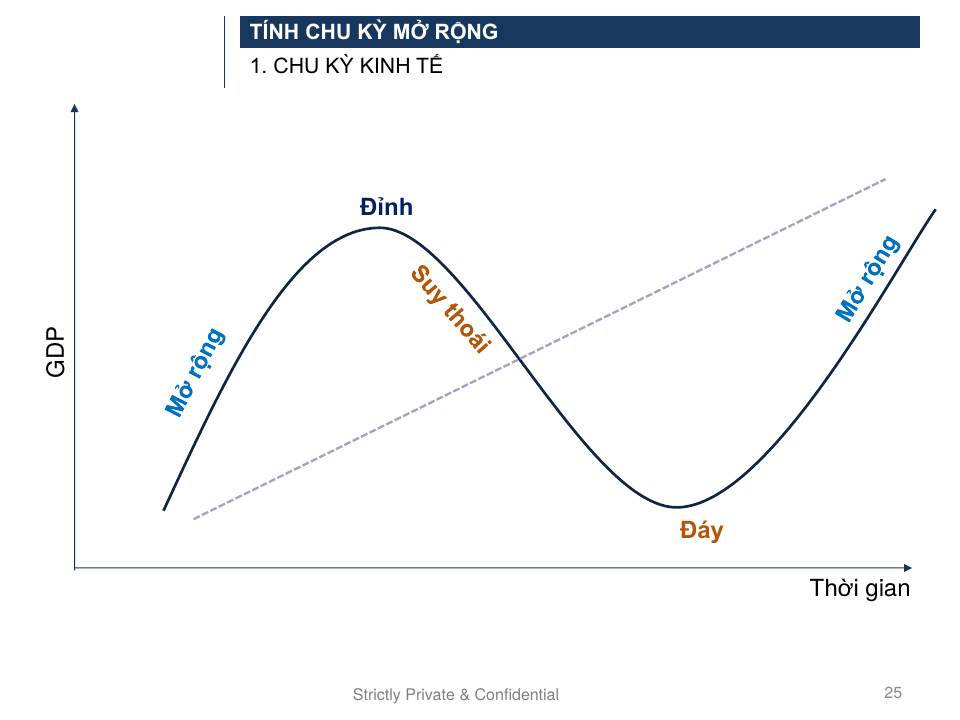 TÍNH CHU KỲ MỞ RỘNG
1. CHU KỲ KINH TẾ
Đỉnh
Suy thoái
Mở rộng
Mở rộng
GDP
Đáy
Thời gian
Strictly Private & Confidential
25